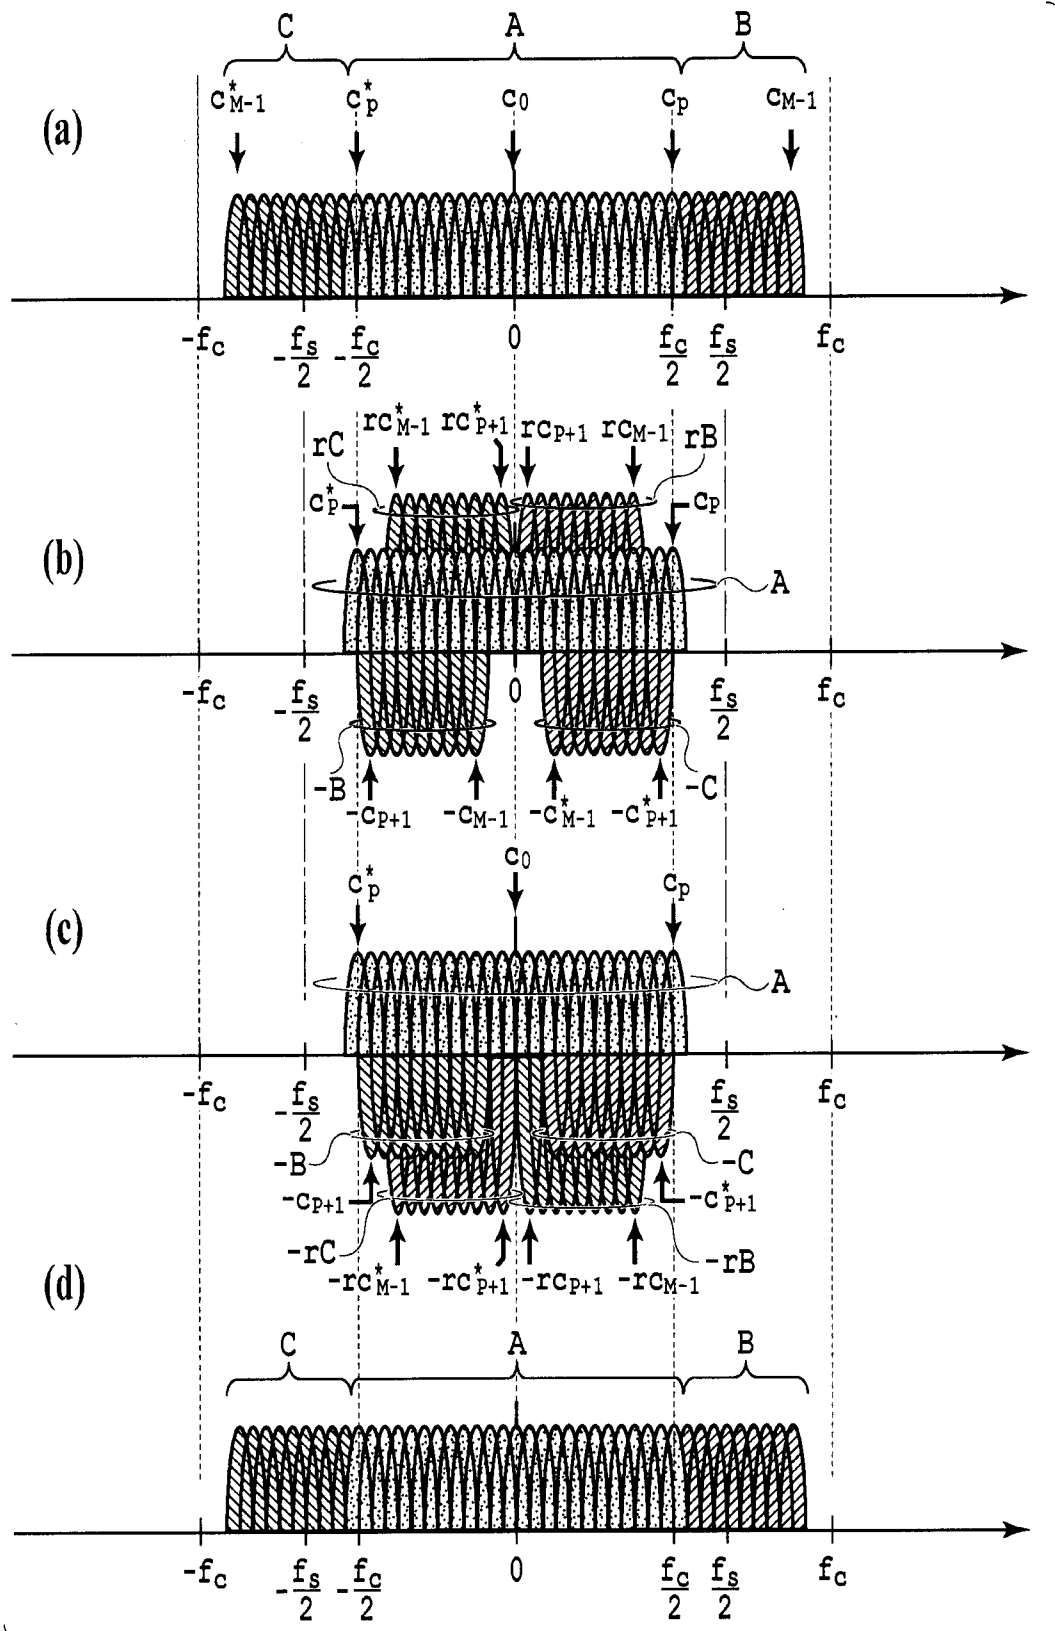 C A B
c*M-1 c*p c0 cp cM-1
(a)
-fc -fs/2 -fc/2 0 fc/2 fs/2 fc
rc*M-1 rc*P+1 rcP+1 rcM-1
rC rB
c*P cP
(b)
A
-fc -fs/2 0 fs/2 fc
-B -C
-cP+1 -cM-1 -c*M-1 -c*P+1
c0
c*p cp
(c)
A
-fc -fs/2 fs/2 fc
-B -C
-cP+1 -c*P+1
-rC -rB
-rc*M-1 -rc*P+1 -rcP+1 -rcM-1
(d)
C A B
-fc -fs/2 -fc/2 0 fc/2 fs/2 fc